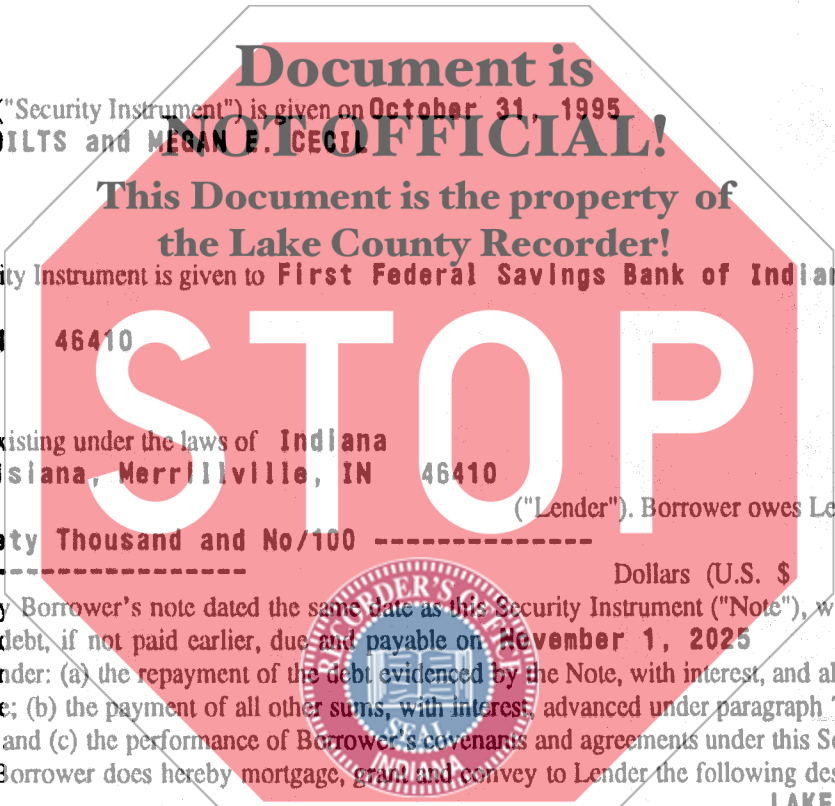 Document is
("Security Instrument") is given on October 31, 1995
ILTS and MEGAN E. CECIL
NOT OFFICIAL!
This Document is the property of
the Lake County Recorder!
ity Instrument is given to First Federal Savings Bank of Indian
46410
STOP
xisting under the laws of Indiana
siana, Merrillville, IN 46410
("Lender"). Borrower owes Le
ty Thousand and No/100 --------------
-----------------
Dollars (U.S. $
RECORDER'S OFFICE
y Borrower's note dated the same date as this Security Instrument ("Note"), w
debt, if not paid earlier, due and payable on November 1, 2025
nder: (a) the repayment of the debt evidenced by the Note, with interest, and al
e; (b) the payment of all other sums, with interest, advanced under paragraph
SEAL
and (c) the performance of Borrower's covenants and agreements under this Se
INDIANA
Borrower does hereby mortgage, grant and convey to Lender the following des
LAKE